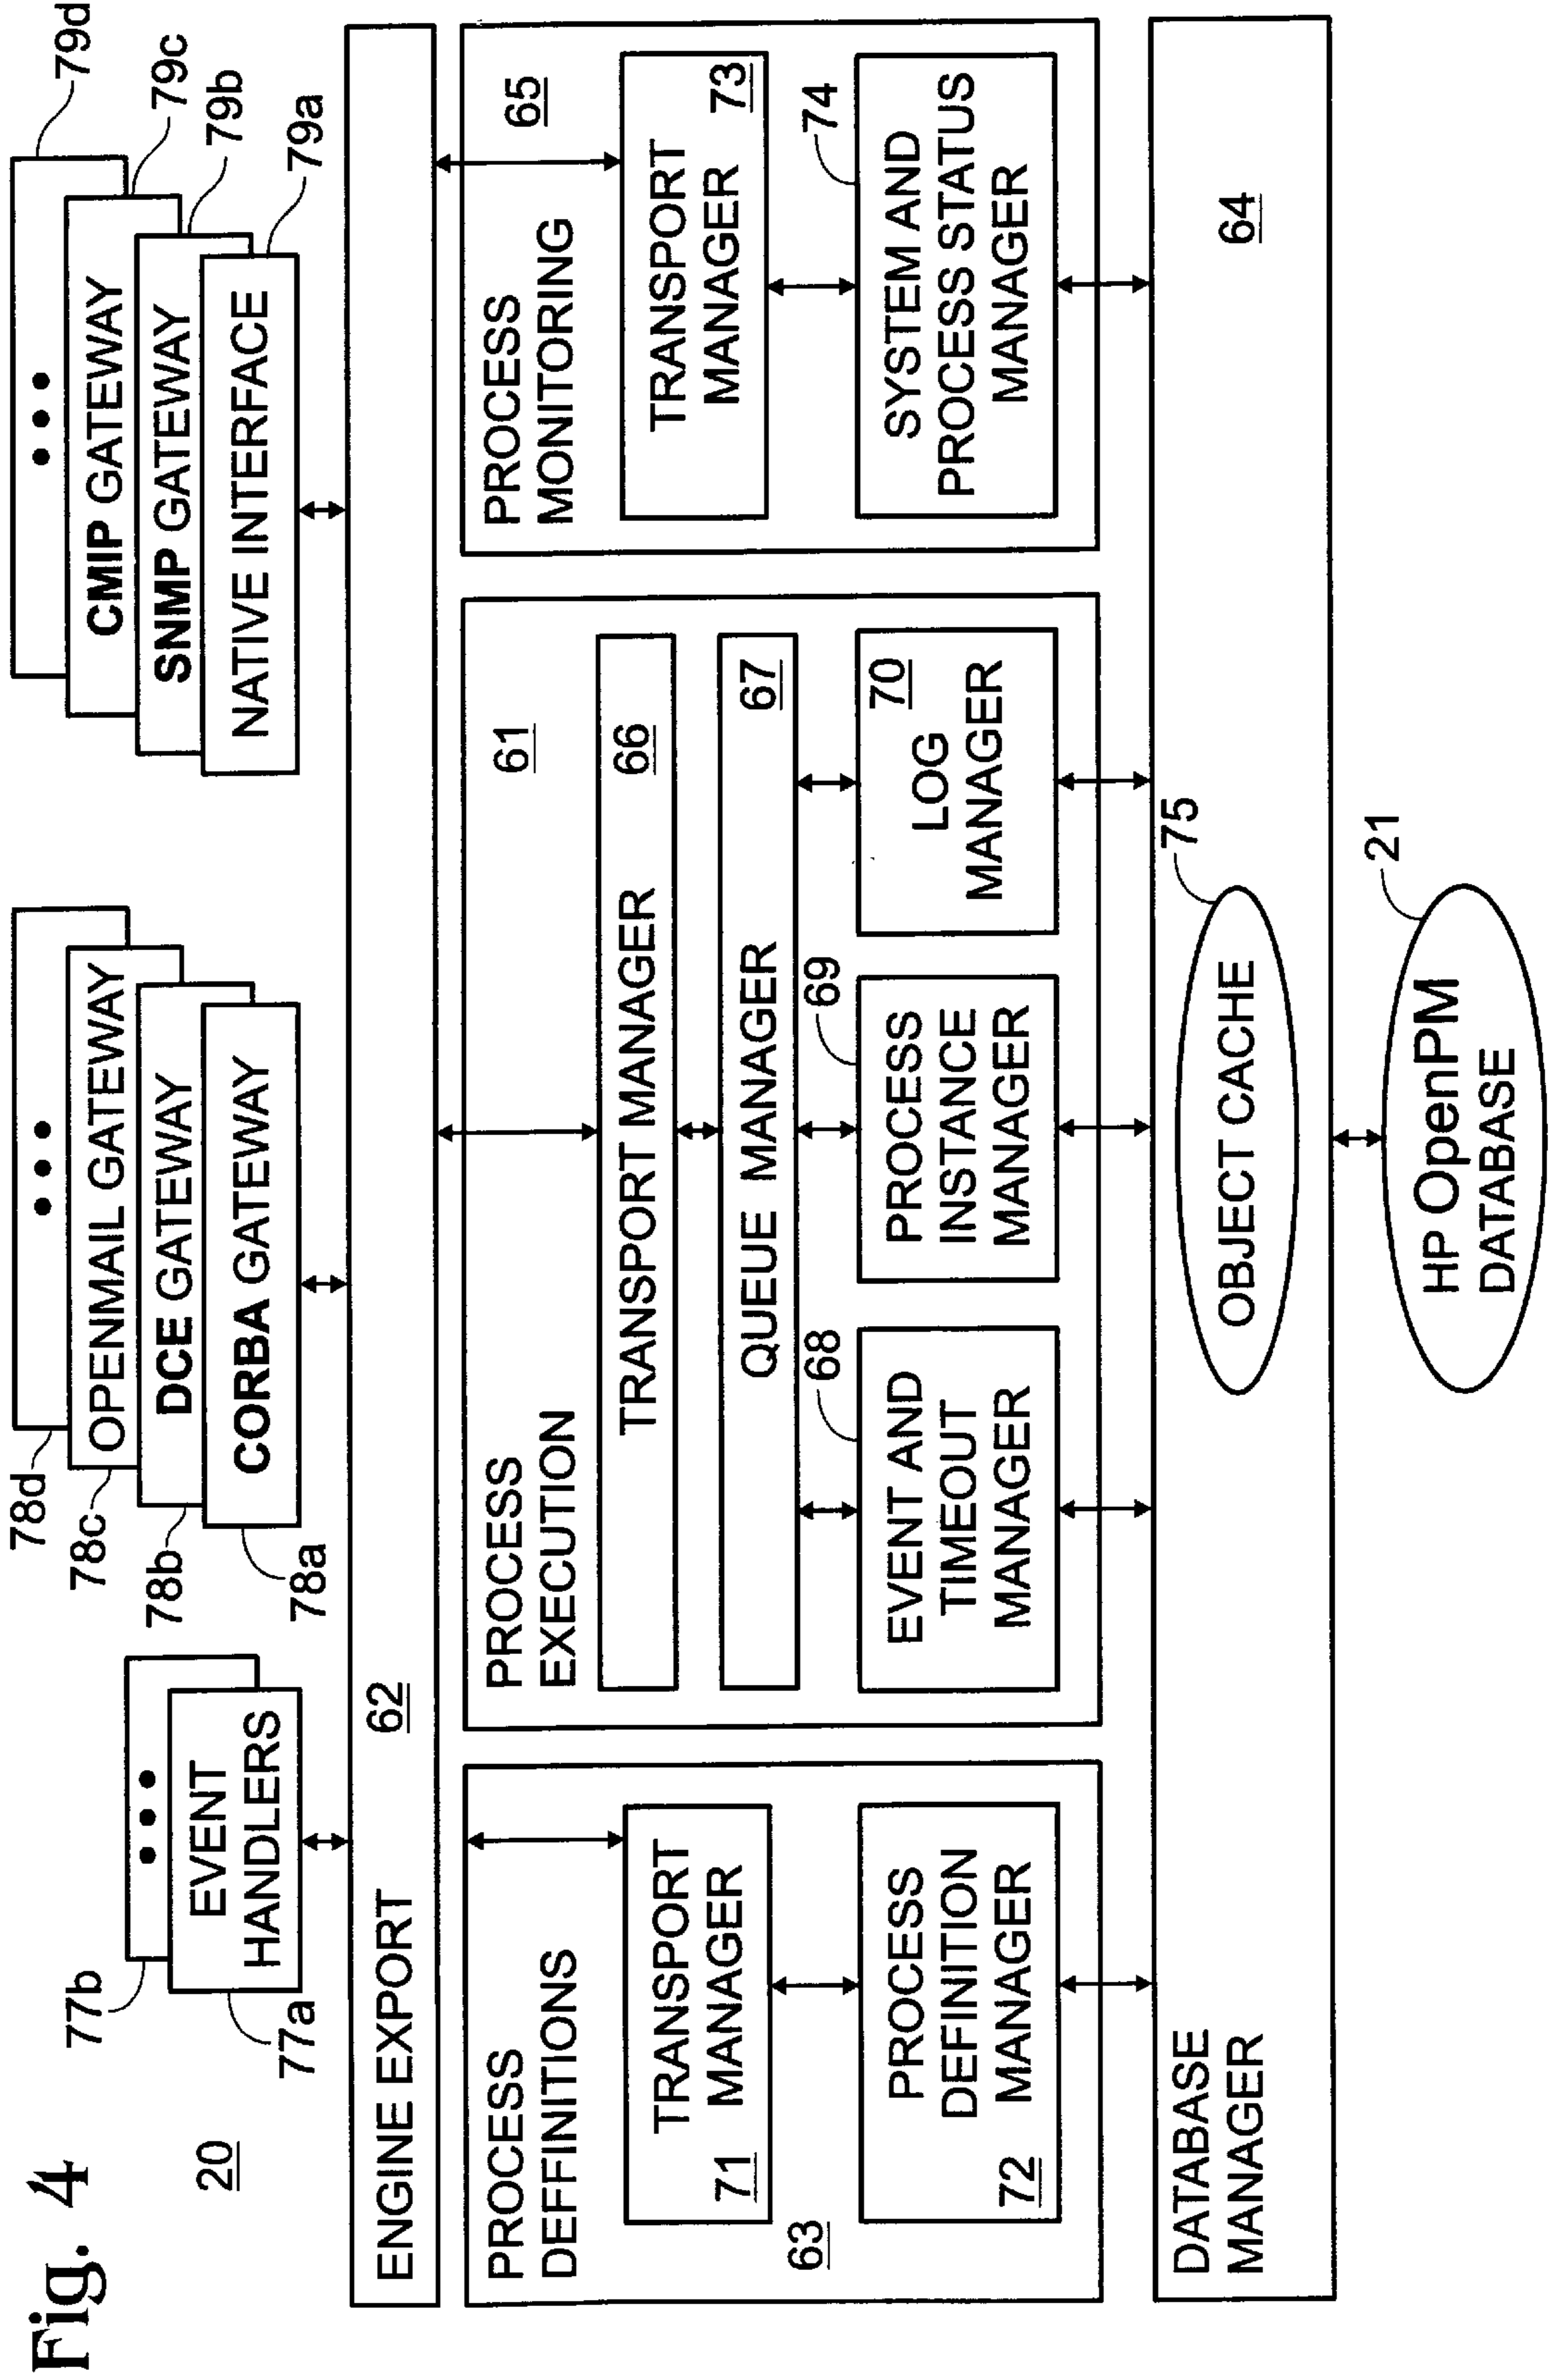 Fig. 4
20
77b
77a
• • •
EVENT
HANDLERS
78d
78c
78b
78a
• • •
OPENMAIL GATEWAY
DCE GATEWAY
CORBA GATEWAY
79d
79c
79b
79a
• • •
CMIP GATEWAY
SNMP GATEWAY
NATIVE INTERFACE
ENGINE EXPORT
62
PROCESS
DEFFINITIONS
63
TRANSPORT
MANAGER
71
PROCESS
DEFINITION
MANAGER
72
PROCESS
EXECUTION
61
TRANSPORT MANAGER
66
QUEUE MANAGER
67
68
EVENT AND
TIMEOUT
MANAGER
69
PROCESS
INSTANCE
MANAGER
70
LOG
MANAGER
PROCESS
MONITORING
65
TRANSPORT
MANAGER
73
74
SYSTEM AND
PROCESS STATUS
MANAGER
DATABASE
MANAGER
64
75
OBJECT CACHE
21
HP OpenPM
DATABASE